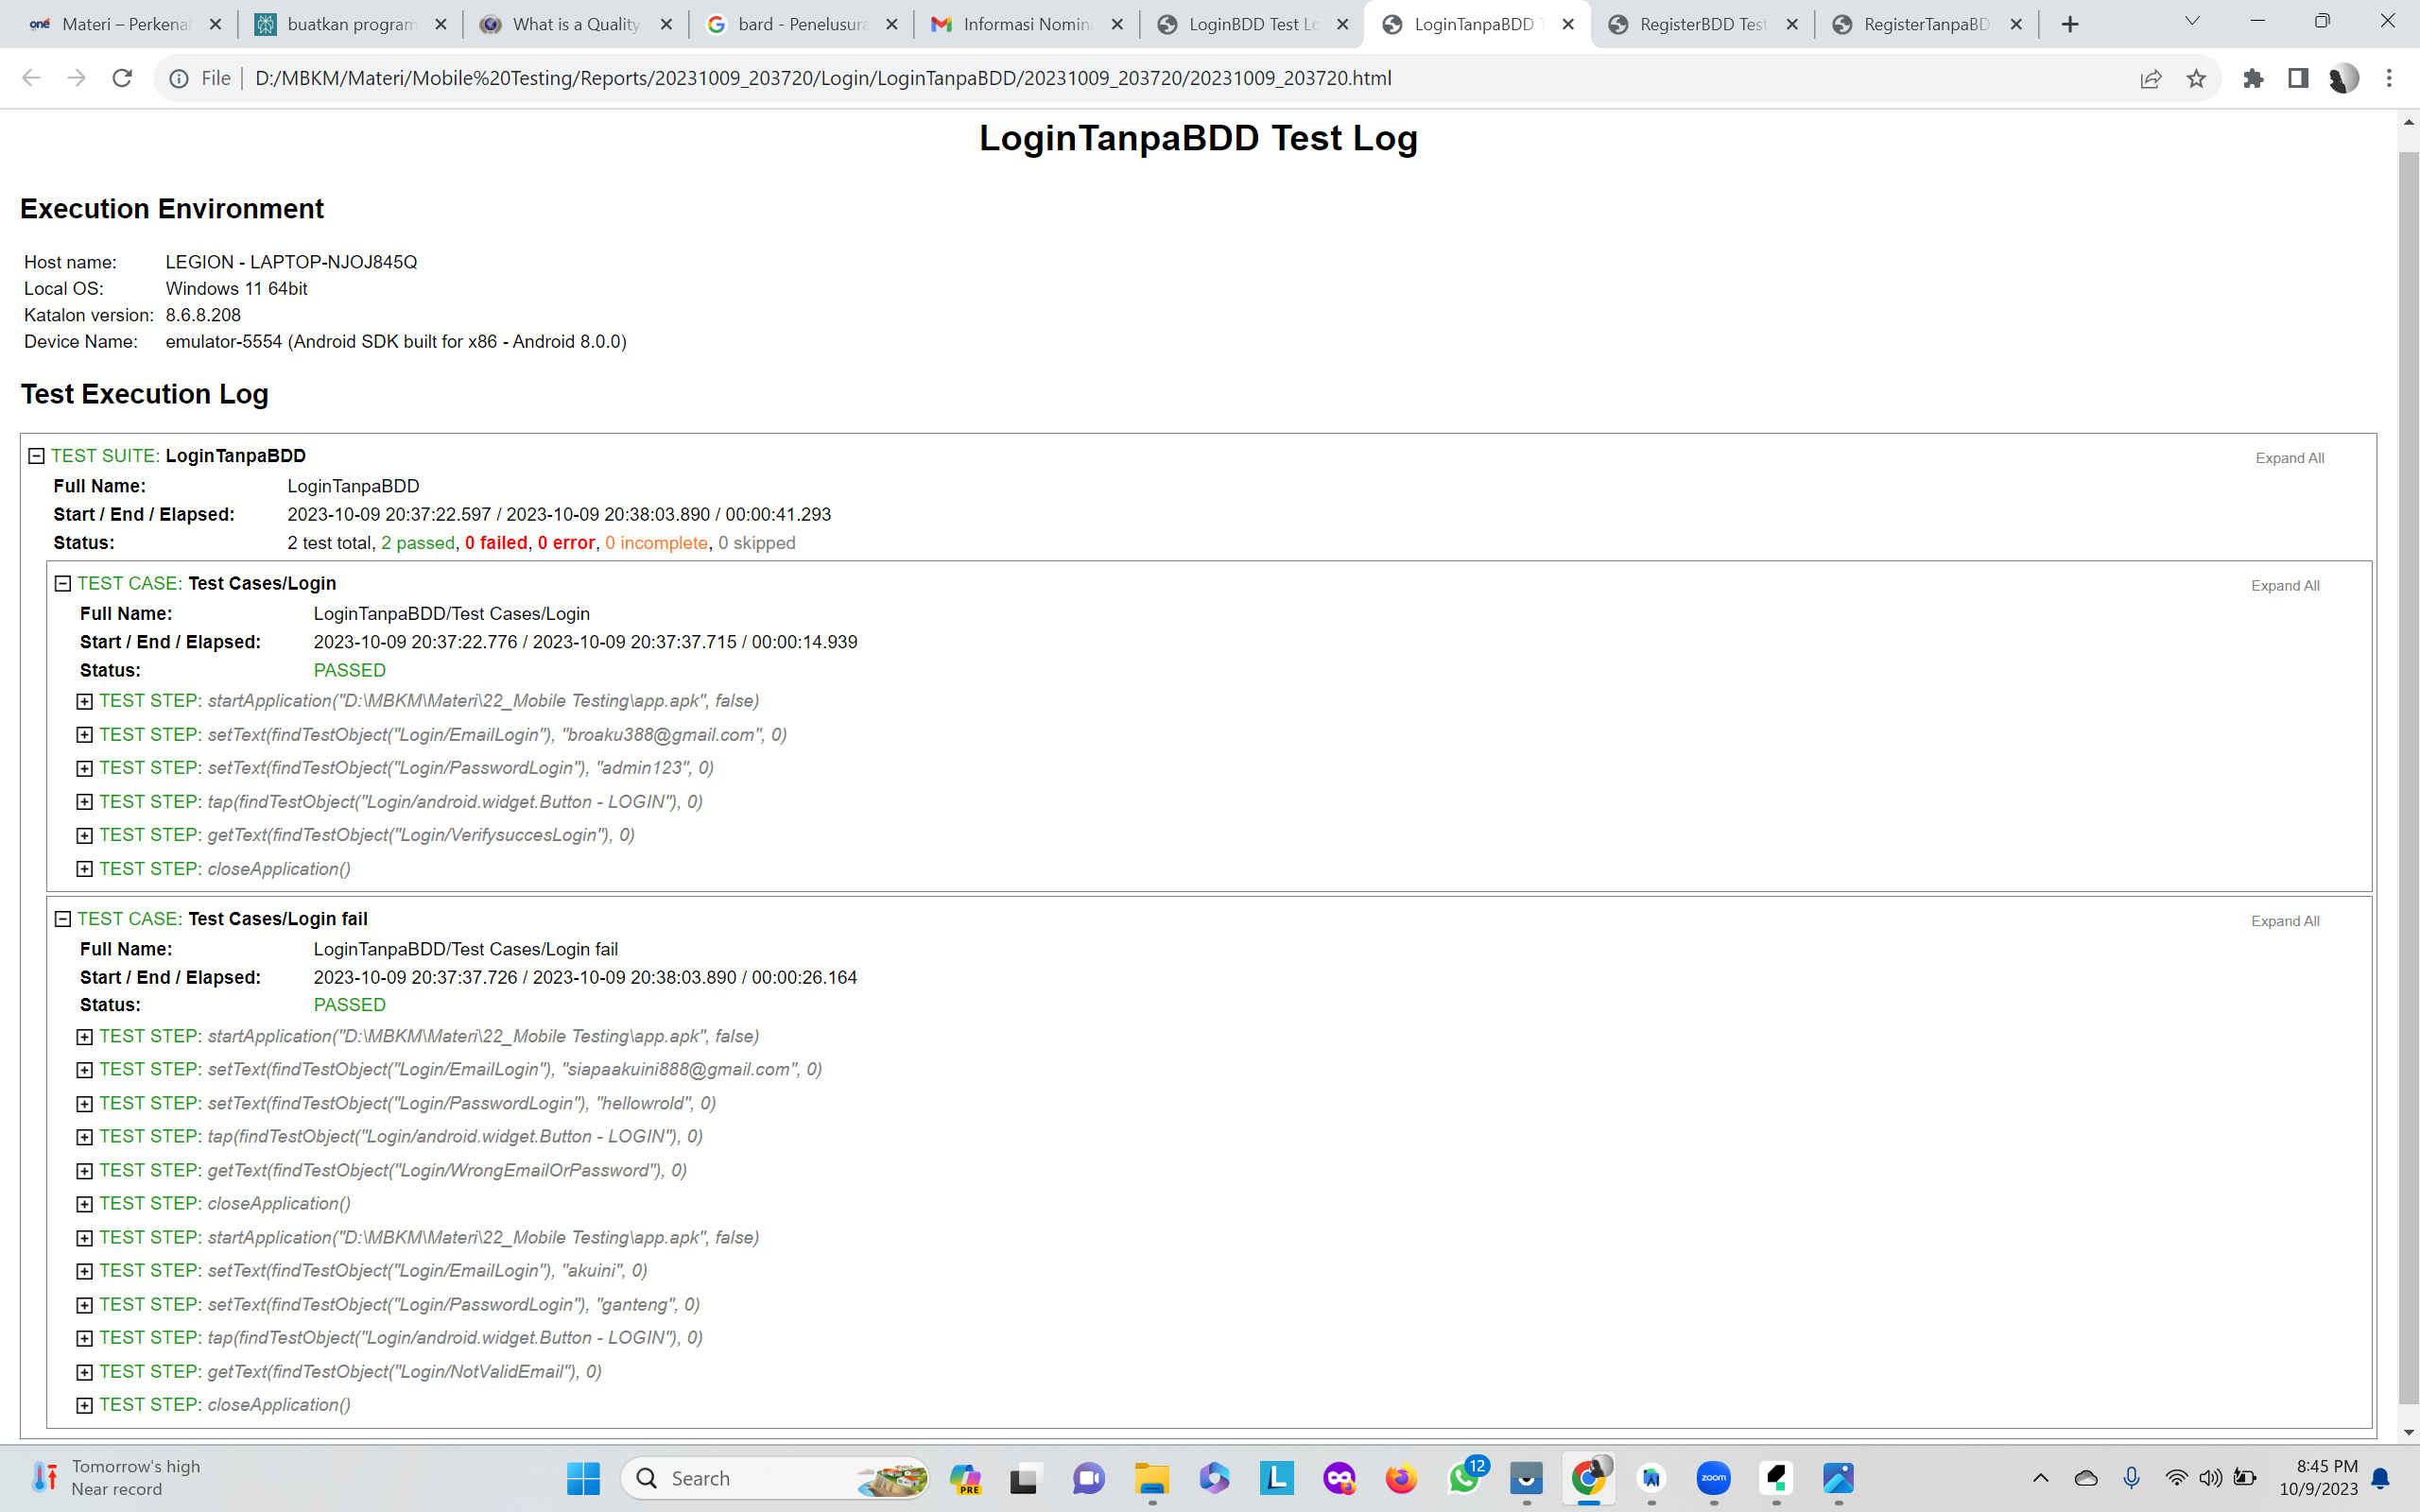 Materi – Perkenal
buatkan program
What is a Quality
bard - Penelusura
Informasi Nomina
LoginBDD Test Lo
LoginTanpaBDD T
RegisterBDD Test
RegisterTanpaBD
File
D:/MBKM/Materi/Mobile%20Testing/Reports/20231009_203720/Login/LoginTanpaBDD/20231009_203720/20231009_203720.html
LoginTanpaBDD Test Log
Execution Environment
Host name: LEGION - LAPTOP-NJOJ845Q
Local OS: Windows 11 64bit
Katalon version: 8.6.8.208
Device Name: emulator-5554 (Android SDK built for x86 - Android 8.0.0)
Test Execution Log
TEST SUITE: LoginTanpaBDD Expand All
Full Name: LoginTanpaBDD
Start / End / Elapsed: 2023-10-09 20:37:22.597 / 2023-10-09 20:38:03.890 / 00:00:41.293
Status: 2 test total, 2 passed, 0 failed, 0 error, 0 incomplete, 0 skipped
TEST CASE: Test Cases/Login Expand All
Full Name: LoginTanpaBDD/Test Cases/Login
Start / End / Elapsed: 2023-10-09 20:37:22.776 / 2023-10-09 20:37:37.715 / 00:00:14.939
Status: PASSED
TEST STEP: startApplication("D:\MBKM\Materi\22_Mobile Testing\app.apk", false)
TEST STEP: setText(findTestObject("Login/EmailLogin"), "broaku388@gmail.com", 0)
TEST STEP: setText(findTestObject("Login/PasswordLogin"), "admin123", 0)
TEST STEP: tap(findTestObject("Login/android.widget.Button - LOGIN"), 0)
TEST STEP: getText(findTestObject("Login/VerifysuccesLogin"), 0)
TEST STEP: closeApplication()
TEST CASE: Test Cases/Login fail Expand All
Full Name: LoginTanpaBDD/Test Cases/Login fail
Start / End / Elapsed: 2023-10-09 20:37:37.726 / 2023-10-09 20:38:03.890 / 00:00:26.164
Status: PASSED
TEST STEP: startApplication("D:\MBKM\Materi\22_Mobile Testing\app.apk", false)
TEST STEP: setText(findTestObject("Login/EmailLogin"), "siapaakuini888@gmail.com", 0)
TEST STEP: setText(findTestObject("Login/PasswordLogin"), "hellowrold", 0)
TEST STEP: tap(findTestObject("Login/android.widget.Button - LOGIN"), 0)
TEST STEP: getText(findTestObject("Login/WrongEmailOrPassword"), 0)
TEST STEP: closeApplication()
TEST STEP: startApplication("D:\MBKM\Materi\22_Mobile Testing\app.apk", false)
TEST STEP: setText(findTestObject("Login/EmailLogin"), "akuini", 0)
TEST STEP: setText(findTestObject("Login/PasswordLogin"), "ganteng", 0)
TEST STEP: tap(findTestObject("Login/android.widget.Button - LOGIN"), 0)
TEST STEP: getText(findTestObject("Login/NotValidEmail"), 0)
TEST STEP: closeApplication()
Tomorrow's high
Near record
Search
PRE
L
12
zoom
8:45 PM
10/9/2023